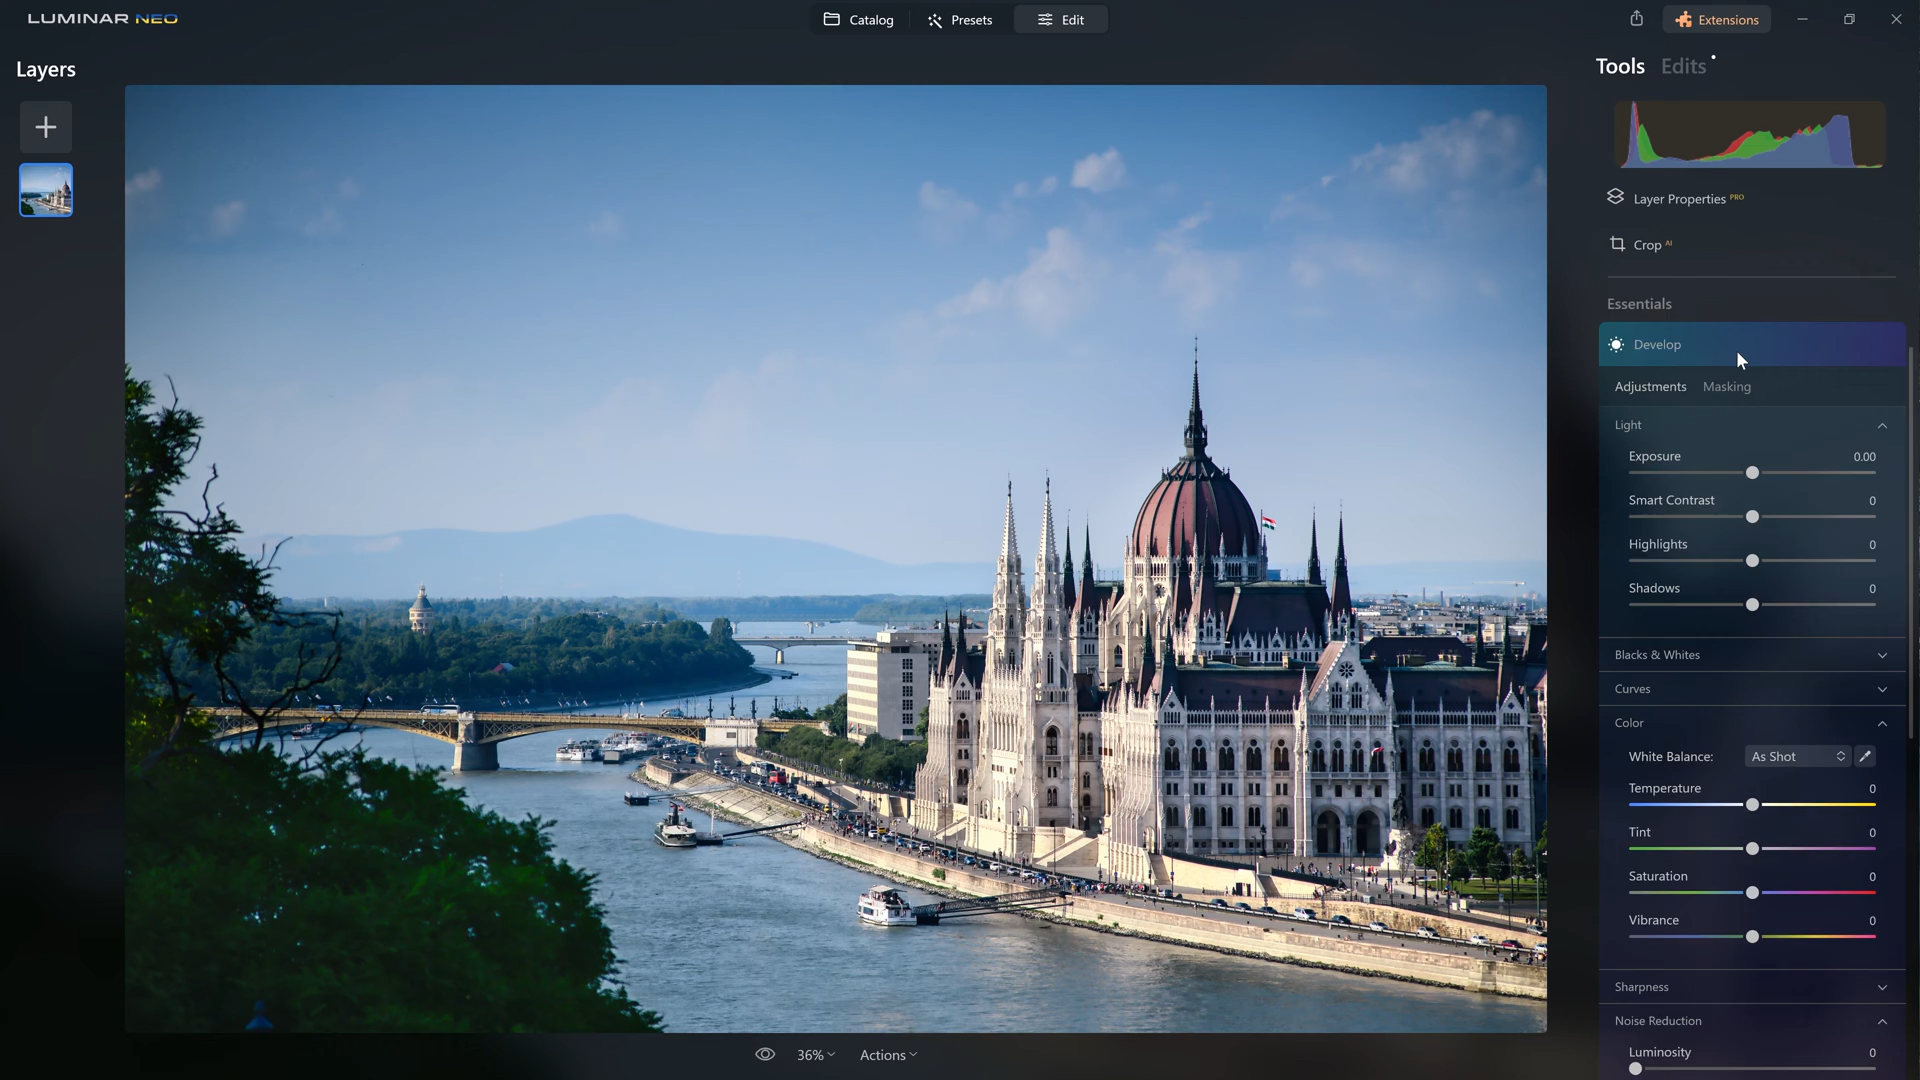 LUMINAR NEO
Catalog
Presets
Edit
Extensions
Layers
Tools Edits
Layer Properties PRO
Crop AI
Essentials
Develop
Adjustments Masking
Light
Exposure 0.00
Smart Contrast 0
Highlights 0
Shadows 0
Blacks & Whites
Curves
Color
White Balance: As Shot
Temperature 0
Tint 0
Saturation 0
Vibrance 0
Sharpness
Noise Reduction
Luminosity 0
36% Actions